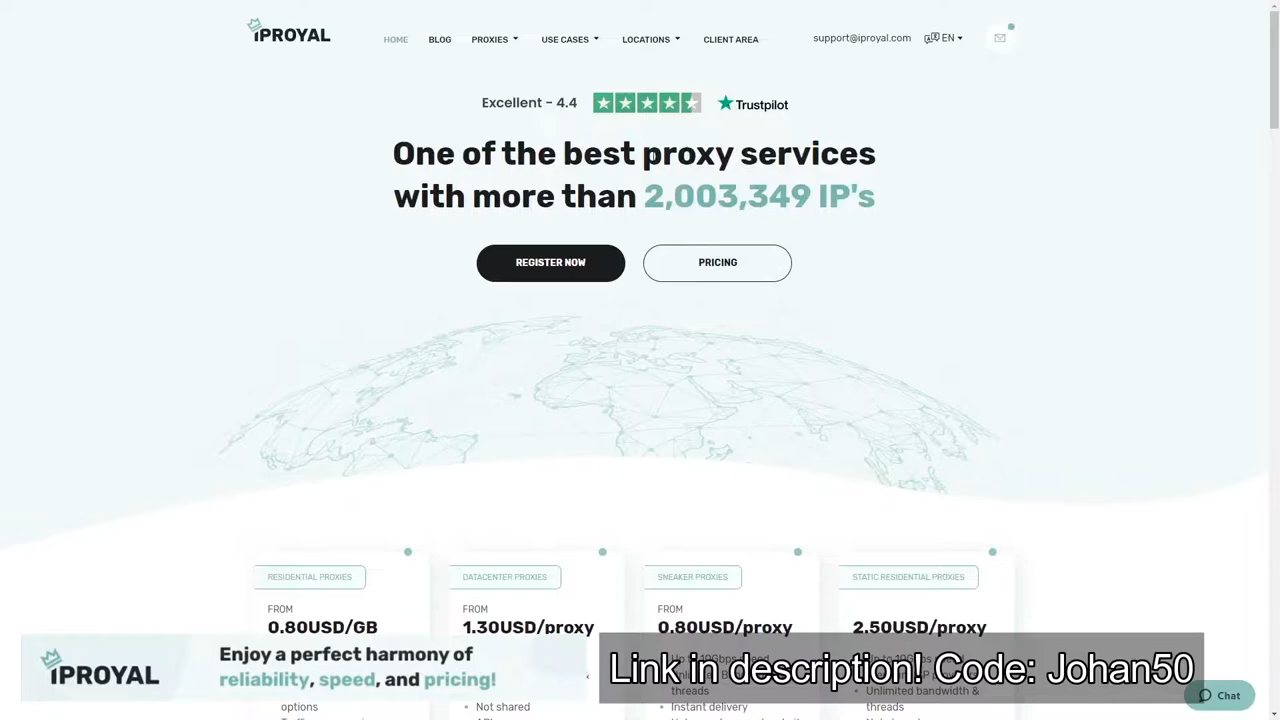 iPROYAL
HOME BLOG PROXIES USE CASES LOCATIONS CLIENT AREA
support@iproyal.com EN
Excellent - 4.4 Trustpilot
One of the best proxy services
with more than 2,003,349 IP's
REGISTER NOW PRICING
RESIDENTIAL PROXIES
FROM
0.80USD/GB
options
DATACENTER PROXIES
FROM
1.30USD/proxy
Not shared
SNEAKER PROXIES
FROM
0.80USD/proxy
threads
Instant delivery
STATIC RESIDENTIAL PROXIES
2.50USD/proxy
Unlimited bandwidth &
threads
iPROYAL
Enjoy a perfect harmony of
reliability, speed, and pricing!
Link in description! Code: Johan50
Chat